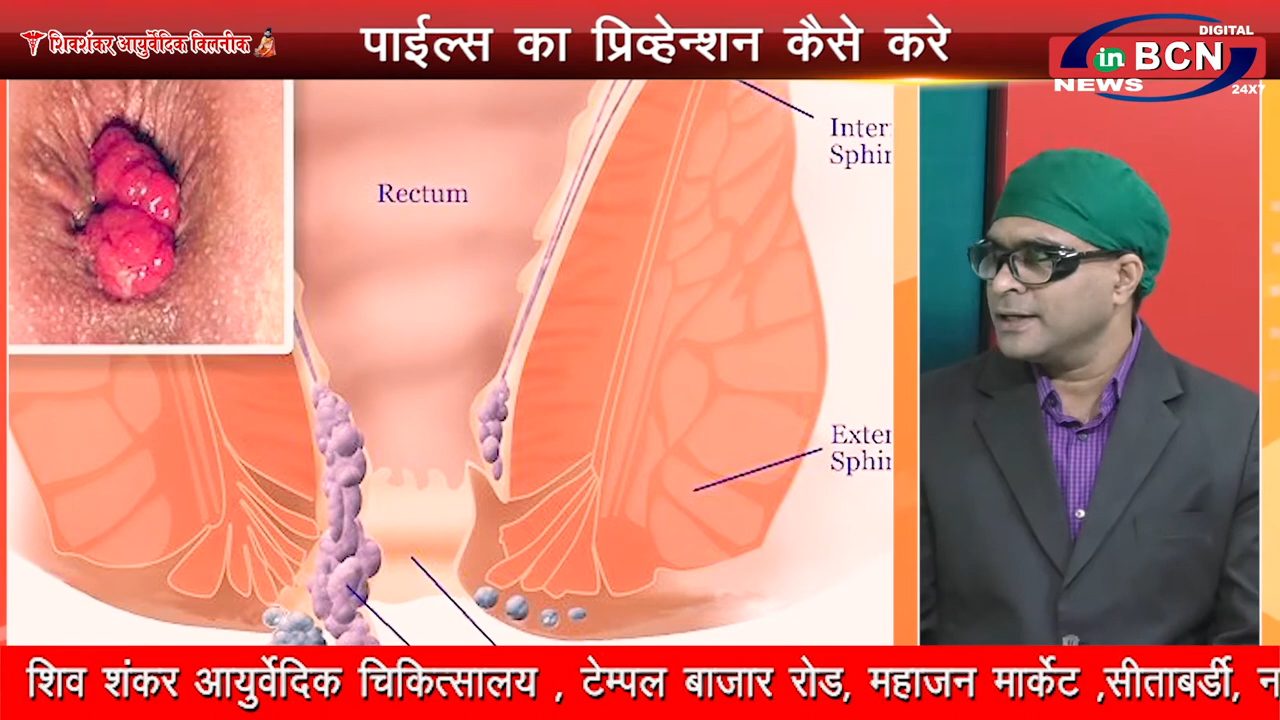 शिवशंकर आयुर्वेदिक क्लिनीक
पाईल्स का प्रिव्हेन्शन कैसे करे
DIGITAL
in BCN
NEWS
24X7
Rectum
Inter
Sphin
Exter
Sphin
शिव शंकर आयुर्वेदिक चिकित्सालय , टेम्पल बाजार रोड, महाजन मार्केट ,सीताबर्डी, न